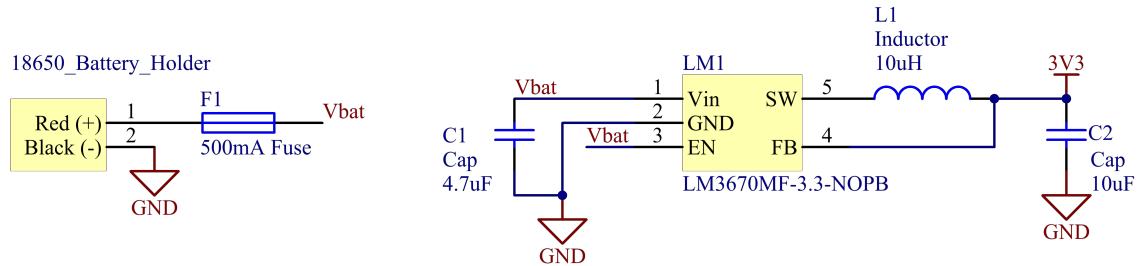 18650_Battery_Holder
Red (+)
Black (-)
1
2
GND
F1
500mA Fuse
Vbat
C1
Cap
4.7uF
Vbat
Vbat
GND
LM1
1
2
3
Vin
GND
EN
SW
FB
5
4
LM3670MF-3.3-NOPB
L1
Inductor
10uH
3V3
C2
Cap
10uF
GND